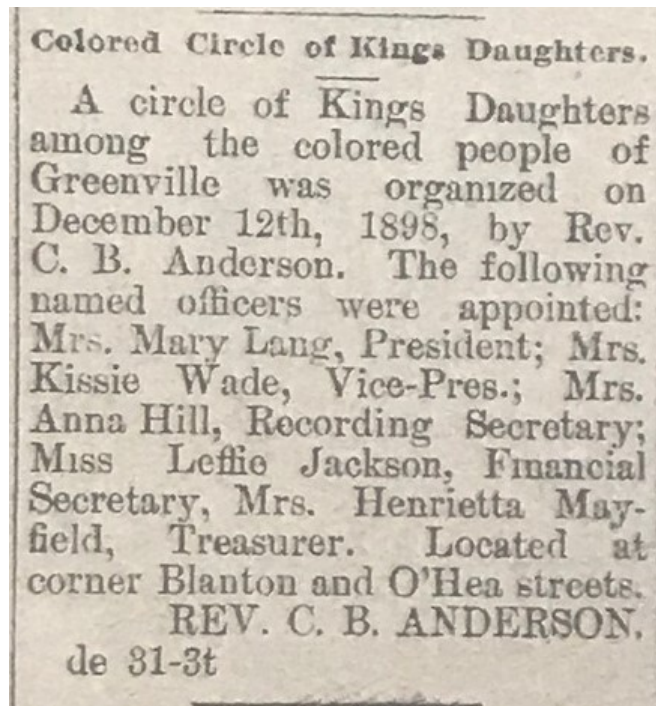 Colored Circle of Kings Daughters.
A circle of Kings Daughters
among the colored people of
Greenville was organized on
December 12th, 1898, by Rev.
C. B. Anderson. The following
named officers were appointed:
Mrs. Mary Lang, President; Mrs.
Kissie Wade, Vice-Pres.; Mrs.
Anna Hill, Recording Secretary;
Miss Leffie Jackson, Financial
Secretary, Mrs. Henrietta May-
field, Treasurer. Located at
corner Blanton and O'Hea streets.
REV. C. B. ANDERSON.
de 31-3t